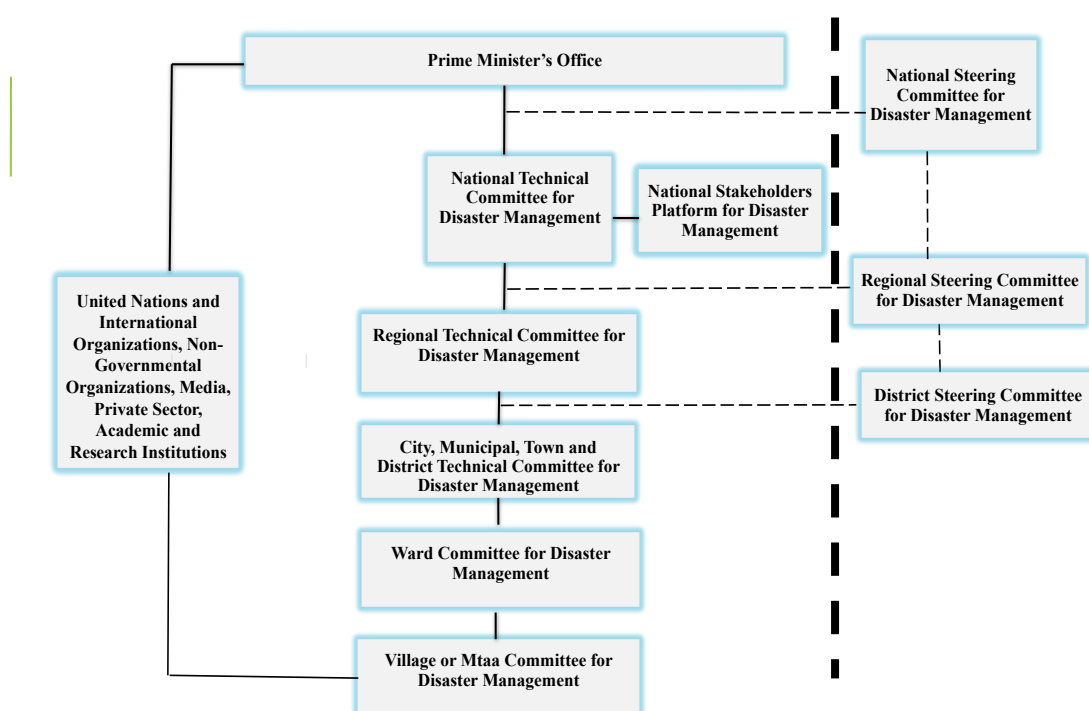 Prime Minister’s Office
National Steering
Committee for
Disaster Management
National Technical
Committee for
Disaster Management
National Stakeholders
Platform for Disaster
Management
United Nations and
International
Organizations, Non-
Governmental
Organizations, Media,
Private Sector,
Academic and
Research Institutions
Regional Steering Committee
for Disaster Management
Regional Technical Committee for
Disaster Management
District Steering Committee
for Disaster Management
City, Municipal, Town and
District Technical Committee for
Disaster Management
Ward Committee for Disaster
Management
Village or Mtaa Committee for
Disaster Management